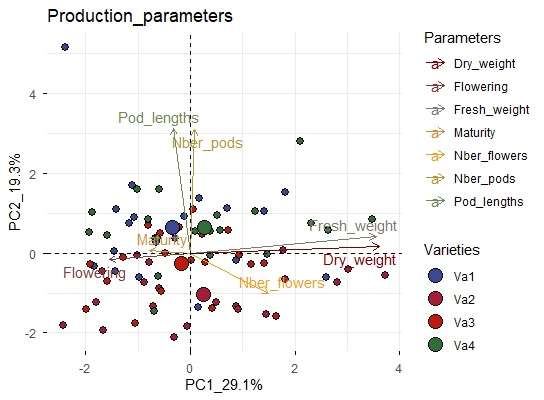 Production_parameters
PC2_19.3%
4
2
0
-2
-2
0
2
4
PC1_29.1%
Pod_lengths
Nber_pods
Fresh_weight
Maturity
Dry_weight
Flowering
Nber_flowers
Parameters
a Dry_weight
a Flowering
a Fresh_weight
a Maturity
a Nber_flowers
a Nber_pods
a Pod_lengths
Varieties
Va1
Va2
Va3
Va4